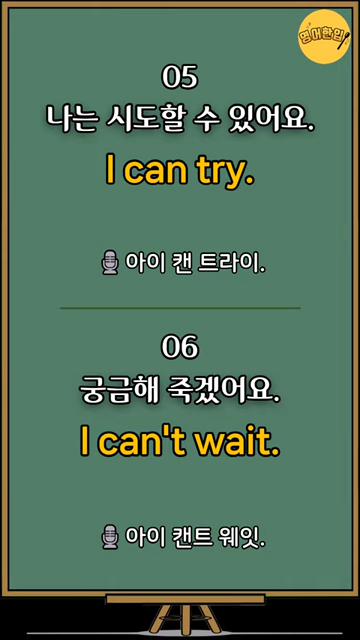 영어한입
05
나는 시도할 수 있어요.
I can try.
아이 캔 트라이.
06
궁금해 죽겠어요.
I can't wait.
아이 캔트 웨잇.